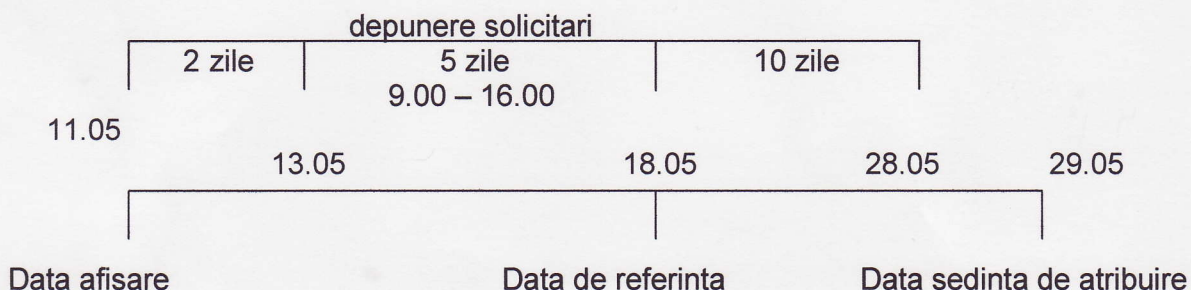 depunere solicitari
2 zile 5 zile 10 zile
9.00 – 16.00
11.05
13.05 18.05 28.05 29.05
Data afisare Data de referinta Data sedinta de atribuire